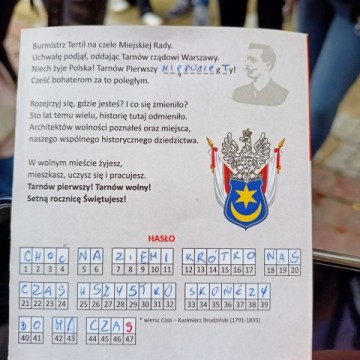 Burmistrz Tertil na czele Miejskiej Rady.
Uchwałę podjął, oddając Tarnów rządowi Warszawy.
Niech żyje Polska! Tarnów Pierwszy NIEPODLEGŁY!
Cześć bohaterom za to poległym.
Rozejrzyj się, gdzie jesteś? I co się zmieniło?
Sto lat temu wielu, historię tutaj odmieniło.
Architektów wolności poznałeś oraz miejsca,
naszego wspólnego historycznego dziedzictwa.
W wolnym mieście żyjesz,
mieszkasz, uczysz się i pracujesz.
Tarnów pierwszy! Tarnów wolny!
Setną rocznicę Świętujesz!
HASŁO
CHOĆ NA ZIEMI KRÓTKO NAS
1 2 3 4 5 6 7 8 9 10 11 12 13 14 15 16 17 18 19 20
CZAS WSZYSTKO SKOŃCZY
21 22 23 24 25 26 27 28 29 30 31 32 33 34 35 36 37 38 39
BO MA CZAS
40 41 42 43 44 45 46 47
* wiersz Czas – Kazimierz Brodziński (1791-1835)